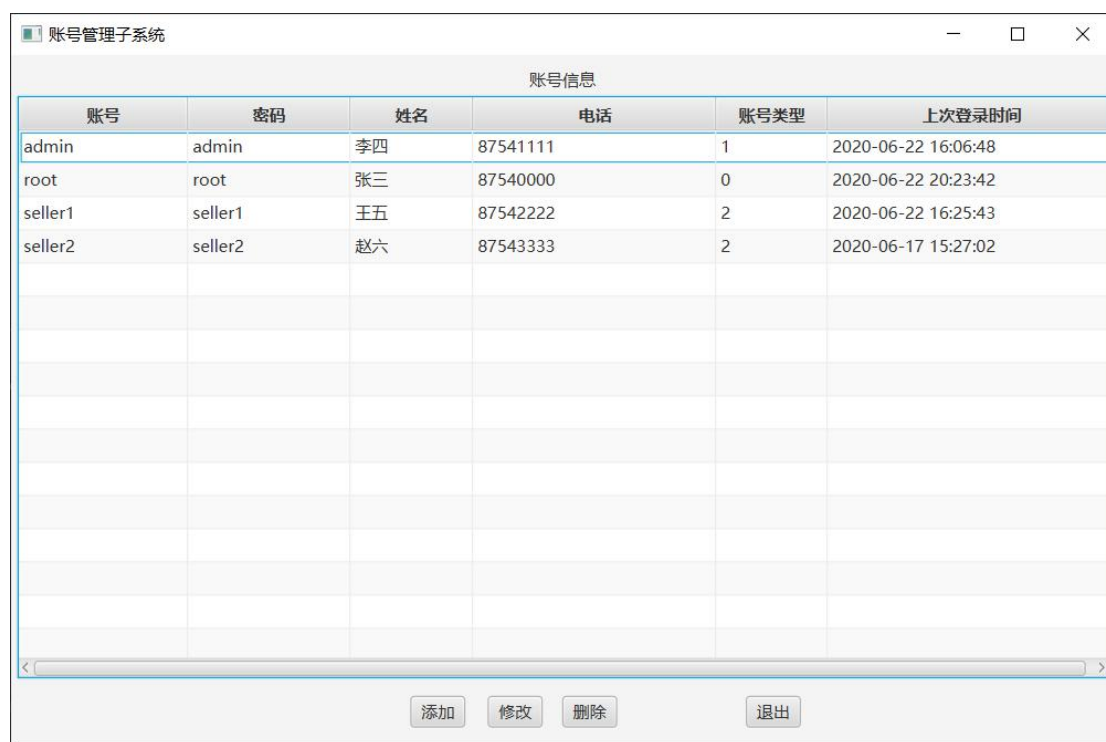 账号管理子系统
账号信息
账号 密码 姓名 电话 账号类型 上次登录时间
admin admin 李四 87541111 1 2020-06-22 16:06:48
root root 张三 87540000 0 2020-06-22 20:23:42
seller1 seller1 王五 87542222 2 2020-06-22 16:25:43
seller2 seller2 赵六 87543333 2 2020-06-17 15:27:02
添加 修改 删除 退出